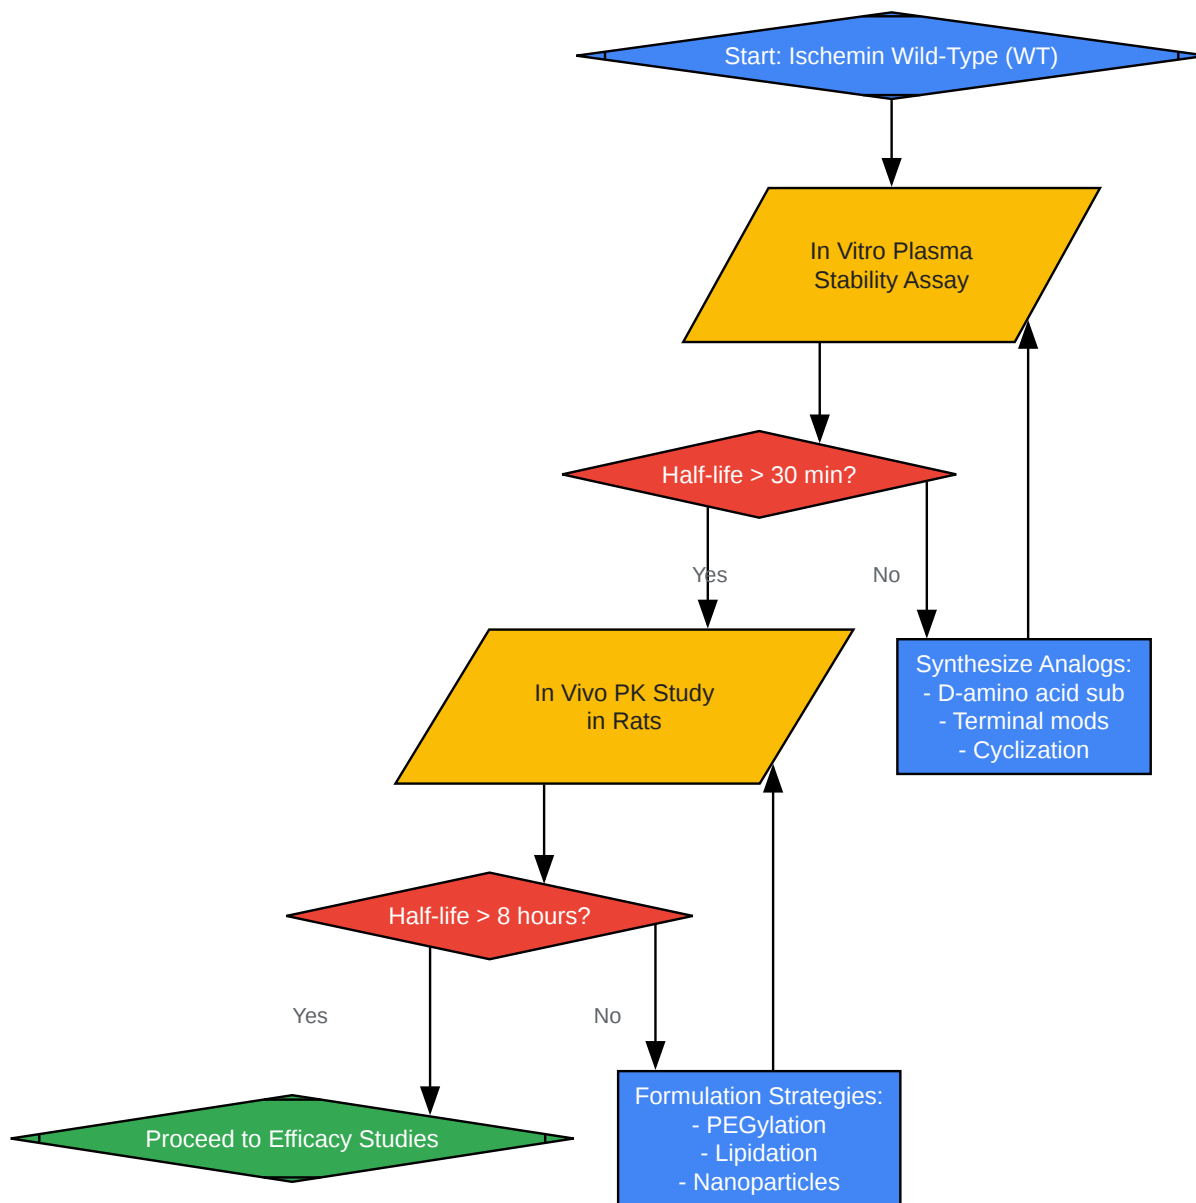 Start: Ischemin Wild-Type (WT)
In Vitro Plasma
Stability Assay
Half-life > 30 min?
Yes
No
Synthesize Analogs:
- D-amino acid sub
- Terminal mods
- Cyclization
In Vivo PK Study
in Rats
Half-life > 8 hours?
Yes
No
Formulation Strategies:
- PEGylation
- Lipidation
- Nanoparticles
Proceed to Efficacy Studies